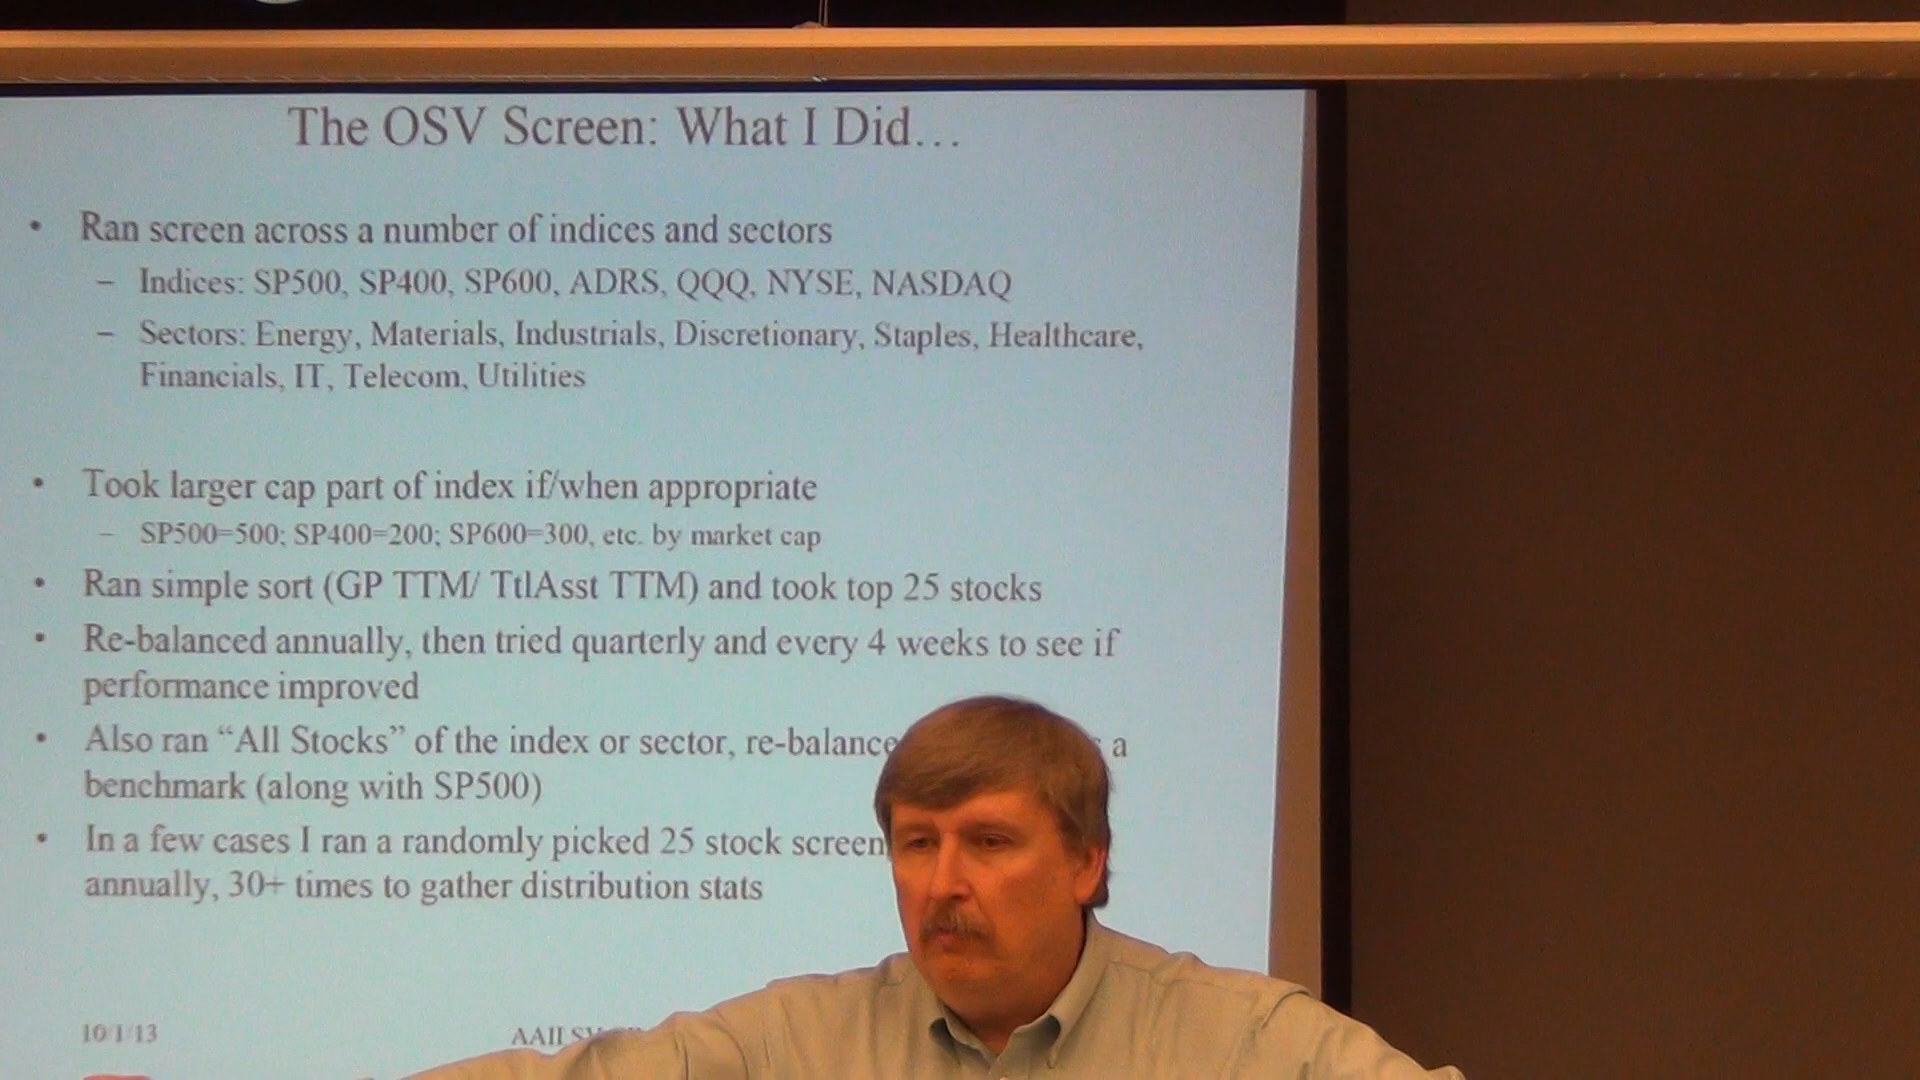 The OSV Screen: What I Did…
• Ran screen across a number of indices and sectors
– Indices: SP500, SP400, SP600, ADRS, QQQ, NYSE, NASDAQ
– Sectors: Energy, Materials, Industrials, Discretionary, Staples, Healthcare,
Financials, IT, Telecom, Utilities
• Took larger cap part of index if/when appropriate
– SP500=500; SP400=200; SP600=300, etc. by market cap
• Ran simple sort (GP TTM/ TtlAsst TTM) and took top 25 stocks
• Re-balanced annually, then tried quarterly and every 4 weeks to see if
performance improved
• Also ran “All Stocks” of the index or sector, re-balance a
benchmark (along with SP500)
• In a few cases I ran a randomly picked 25 stock screen
annually, 30+ times to gather distribution stats
10/1/13
AAII